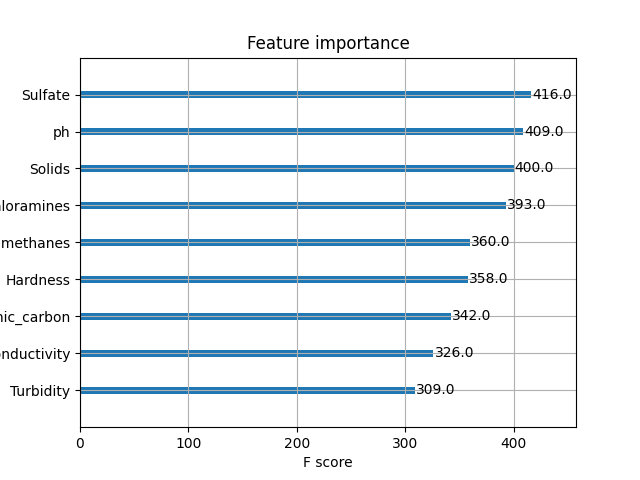 Feature importance
Sulfate 416.0
ph 409.0
Solids 400.0
loramines 393.0
methanes 360.0
Hardness 358.0
nic_carbon 342.0
onductivity 326.0
Turbidity 309.0
0 100 200 300 400
F score